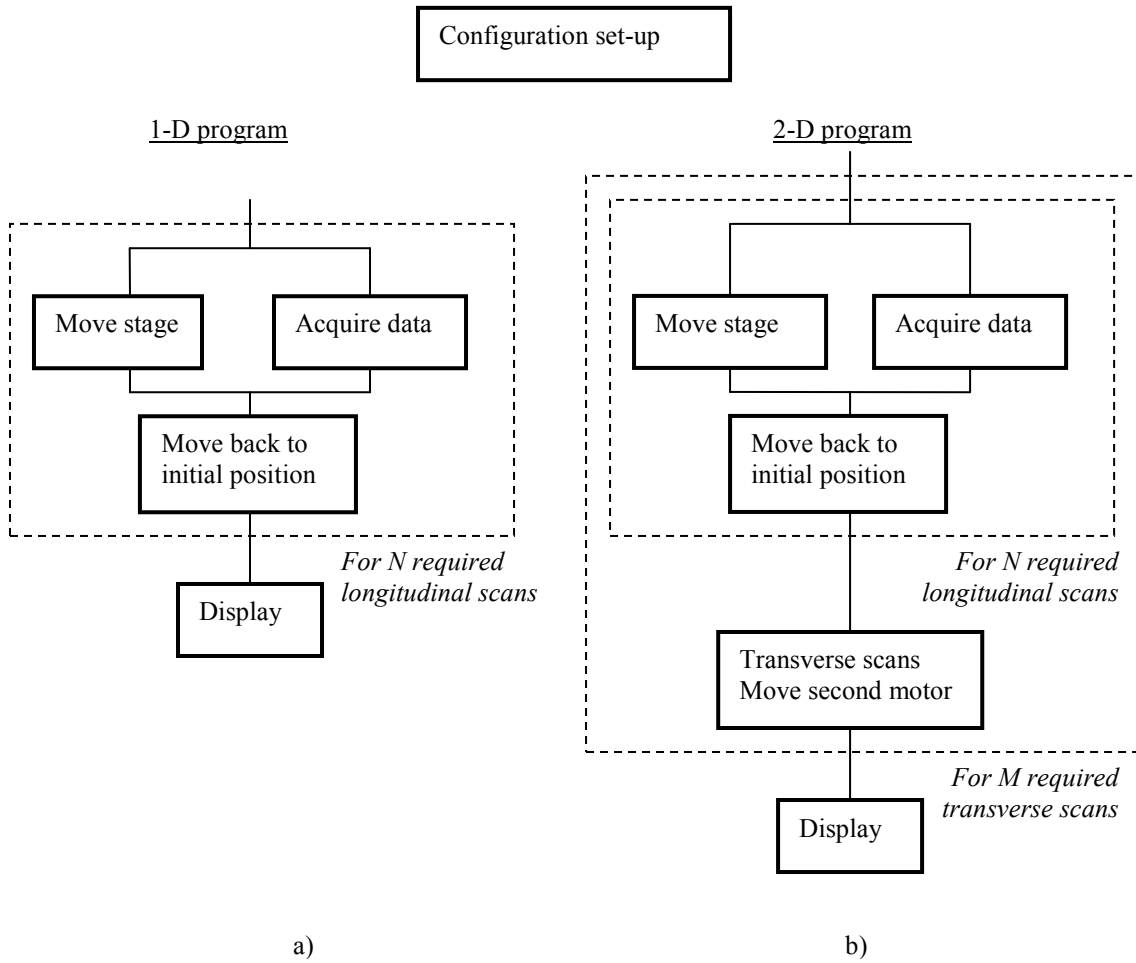 Configuration set-up
1-D program
Move stage
Acquire data
Move back to
initial position
For N required
longitudinal scans
Display
a)
2-D program
Move stage
Acquire data
Move back to
initial position
For N required
longitudinal scans
Transverse scans
Move second motor
For M required
transverse scans
Display
b)